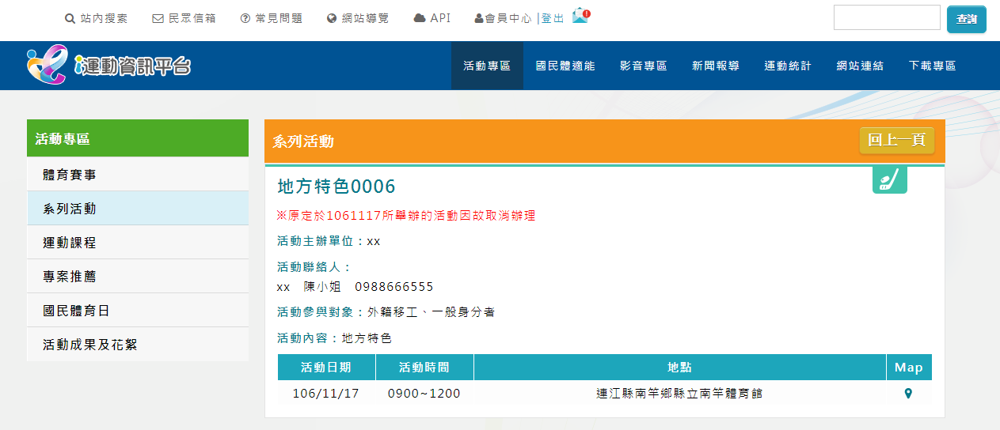 站內搜索 民眾信箱 常見問題 網站導覽 API 會員中心 |登出 查詢
i運動資訊平台
活動專區 國民體適能 影音專區 新聞報導 運動統計 網站連結 下載專區
活動專區
體育賽事
系列活動
運動課程
專案推薦
國民體育日
活動成果及花絮
系列活動 回上一頁
地方特色0006
※原定於1061117所舉辦的活動因故取消辦理
活動主辦單位：xx
活動聯絡人：
xx 陳小姐 0988666555
活動參與對象：外籍移工、一般身分者
活動內容：地方特色
活動日期 活動時間 地點 Map
106/11/17 0900~1200 連江縣南竿鄉縣立南竿體育館